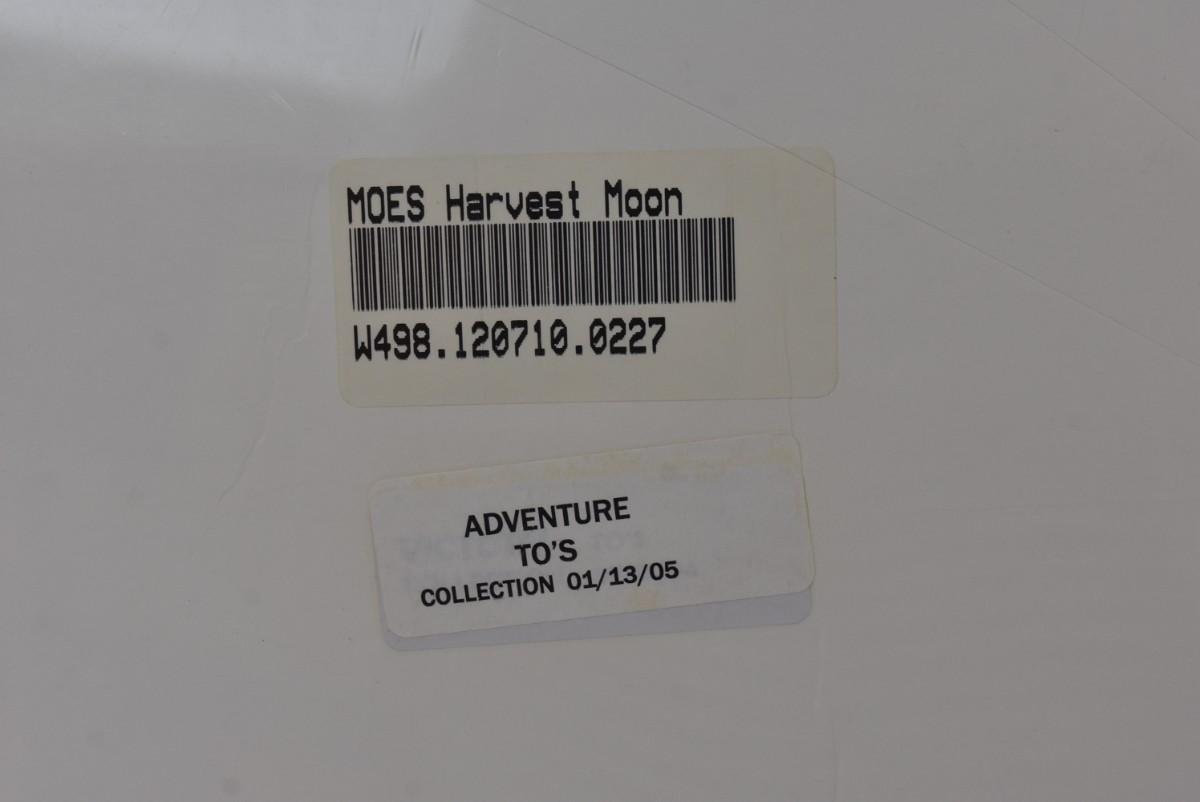 MOES Harvest Moon
W498.120710.0227
ADVENTURE
TO'S
COLLECTION 01/13/05